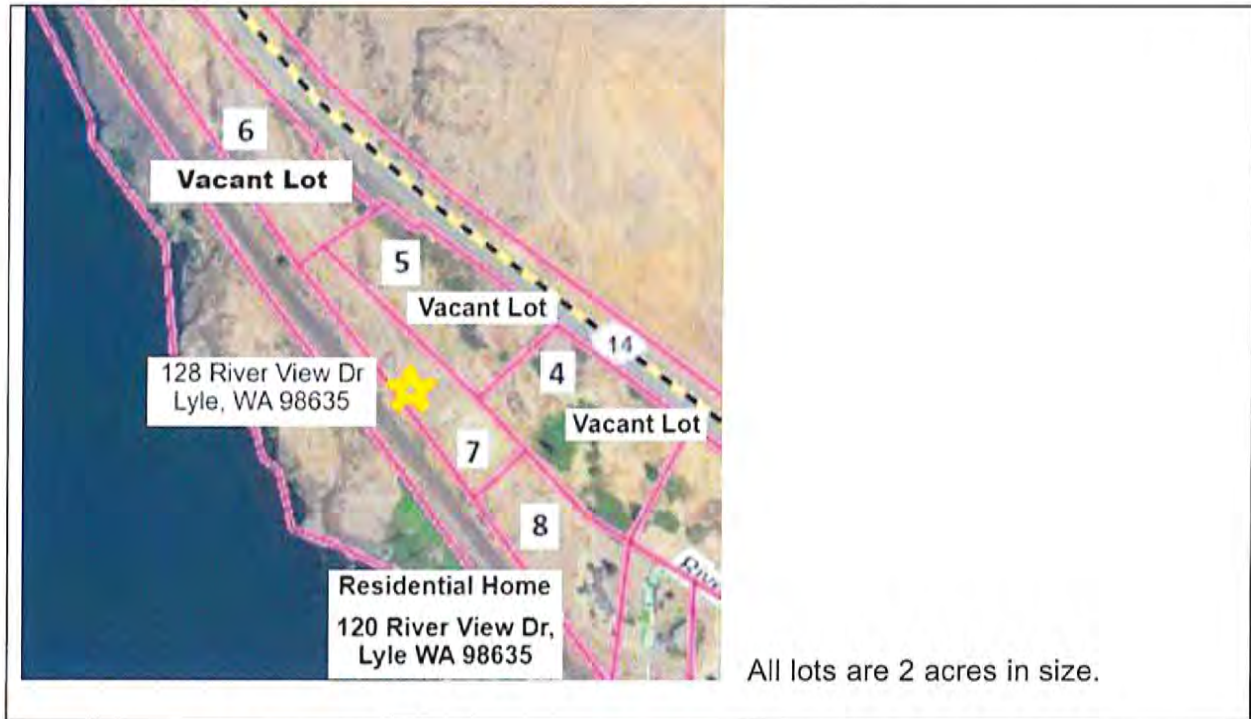 6
Vacant Lot
5
Vacant Lot
14
128 River View Dr
Lyle, WA 98635
4
Vacant Lot
7
8
Residential Home
120 River View Dr,
Lyle WA 98635
All lots are 2 acres in size.